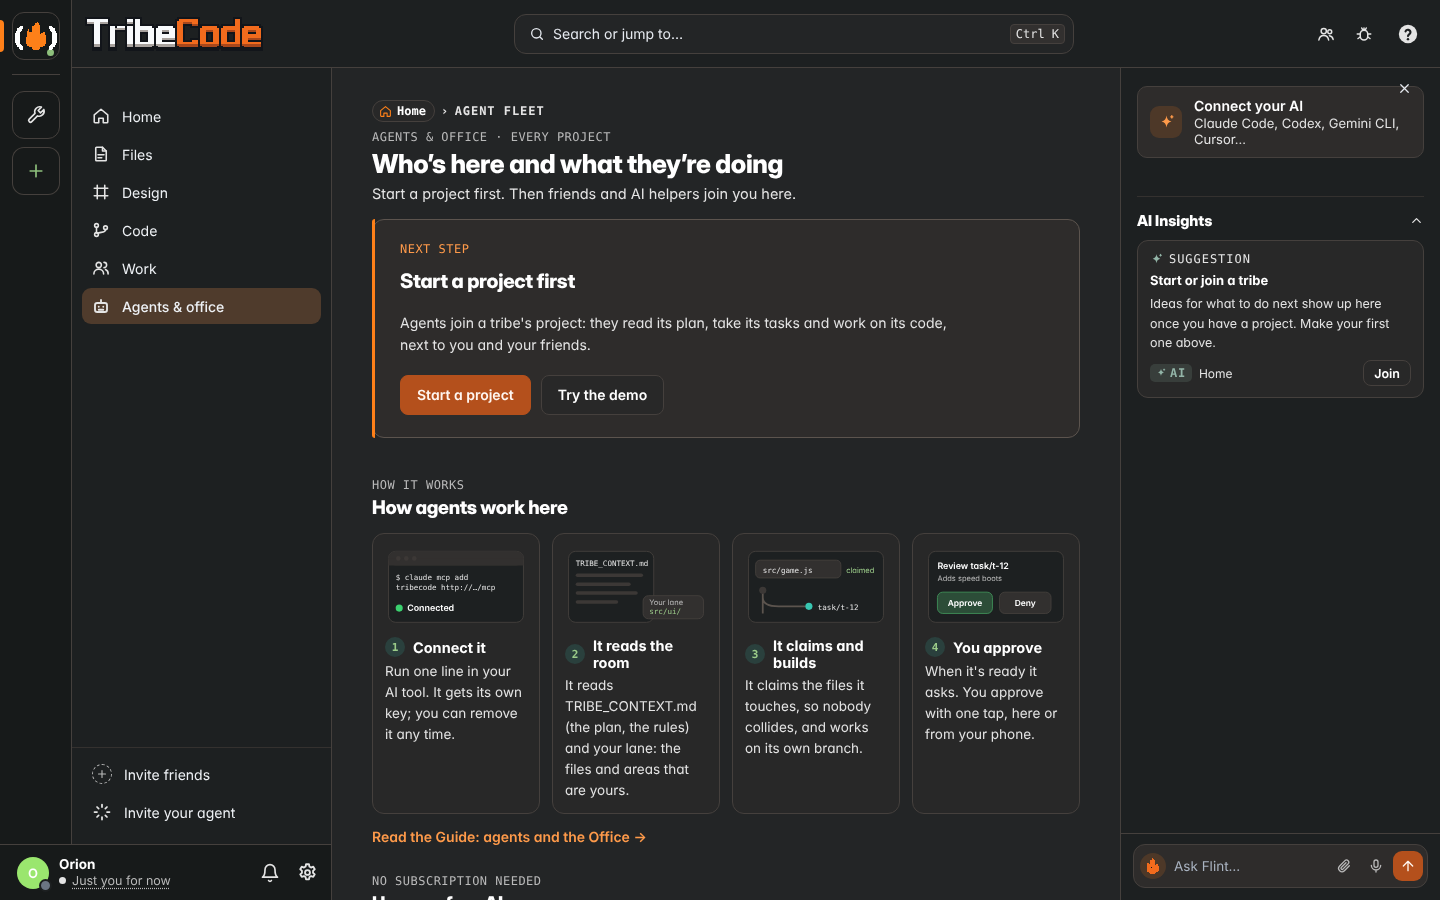 TribeCode
Search or jump to...
Ctrl K
Home
Files
Design
Code
Work
Agents & office
Invite friends
Invite your agent
O
Orion
Just you for now
Home › AGENT FLEET
AGENTS & OFFICE · EVERY PROJECT
Who's here and what they're doing
Start a project first. Then friends and AI helpers join you here.
NEXT STEP
Start a project first
Agents join a tribe's project: they read its plan, take its tasks and work on its code,
next to you and your friends.
Start a project
Try the demo
HOW IT WORKS
How agents work here
$ claude mcp add
tribecode http://…/mcp
Connected
1 Connect it
Run one line in your
AI tool. It gets its own
key; you can remove
it any time.
TRIBE_CONTEXT.md
Your lane
src/ui/
2 It reads the
room
It reads
TRIBE_CONTEXT.md
(the plan, the rules)
and your lane: the
files and areas that
are yours.
src/game.js claimed
task/t-12
3 It claims and
builds
It claims the files it
touches, so nobody
collides, and works
on its own branch.
Review task/t-12
Adds speed boots
Approve
Deny
4 You approve
When it's ready it
asks. You approve
with one tap, here or
from your phone.
Read the Guide: agents and the Office →
NO SUBSCRIPTION NEEDED
Connect your AI
Claude Code, Codex, Gemini CLI,
Cursor...
AI Insights
SUGGESTION
Start or join a tribe
Ideas for what to do next show up here
once you have a project. Make your first
one above.
AI Home
Join
Ask Flint...